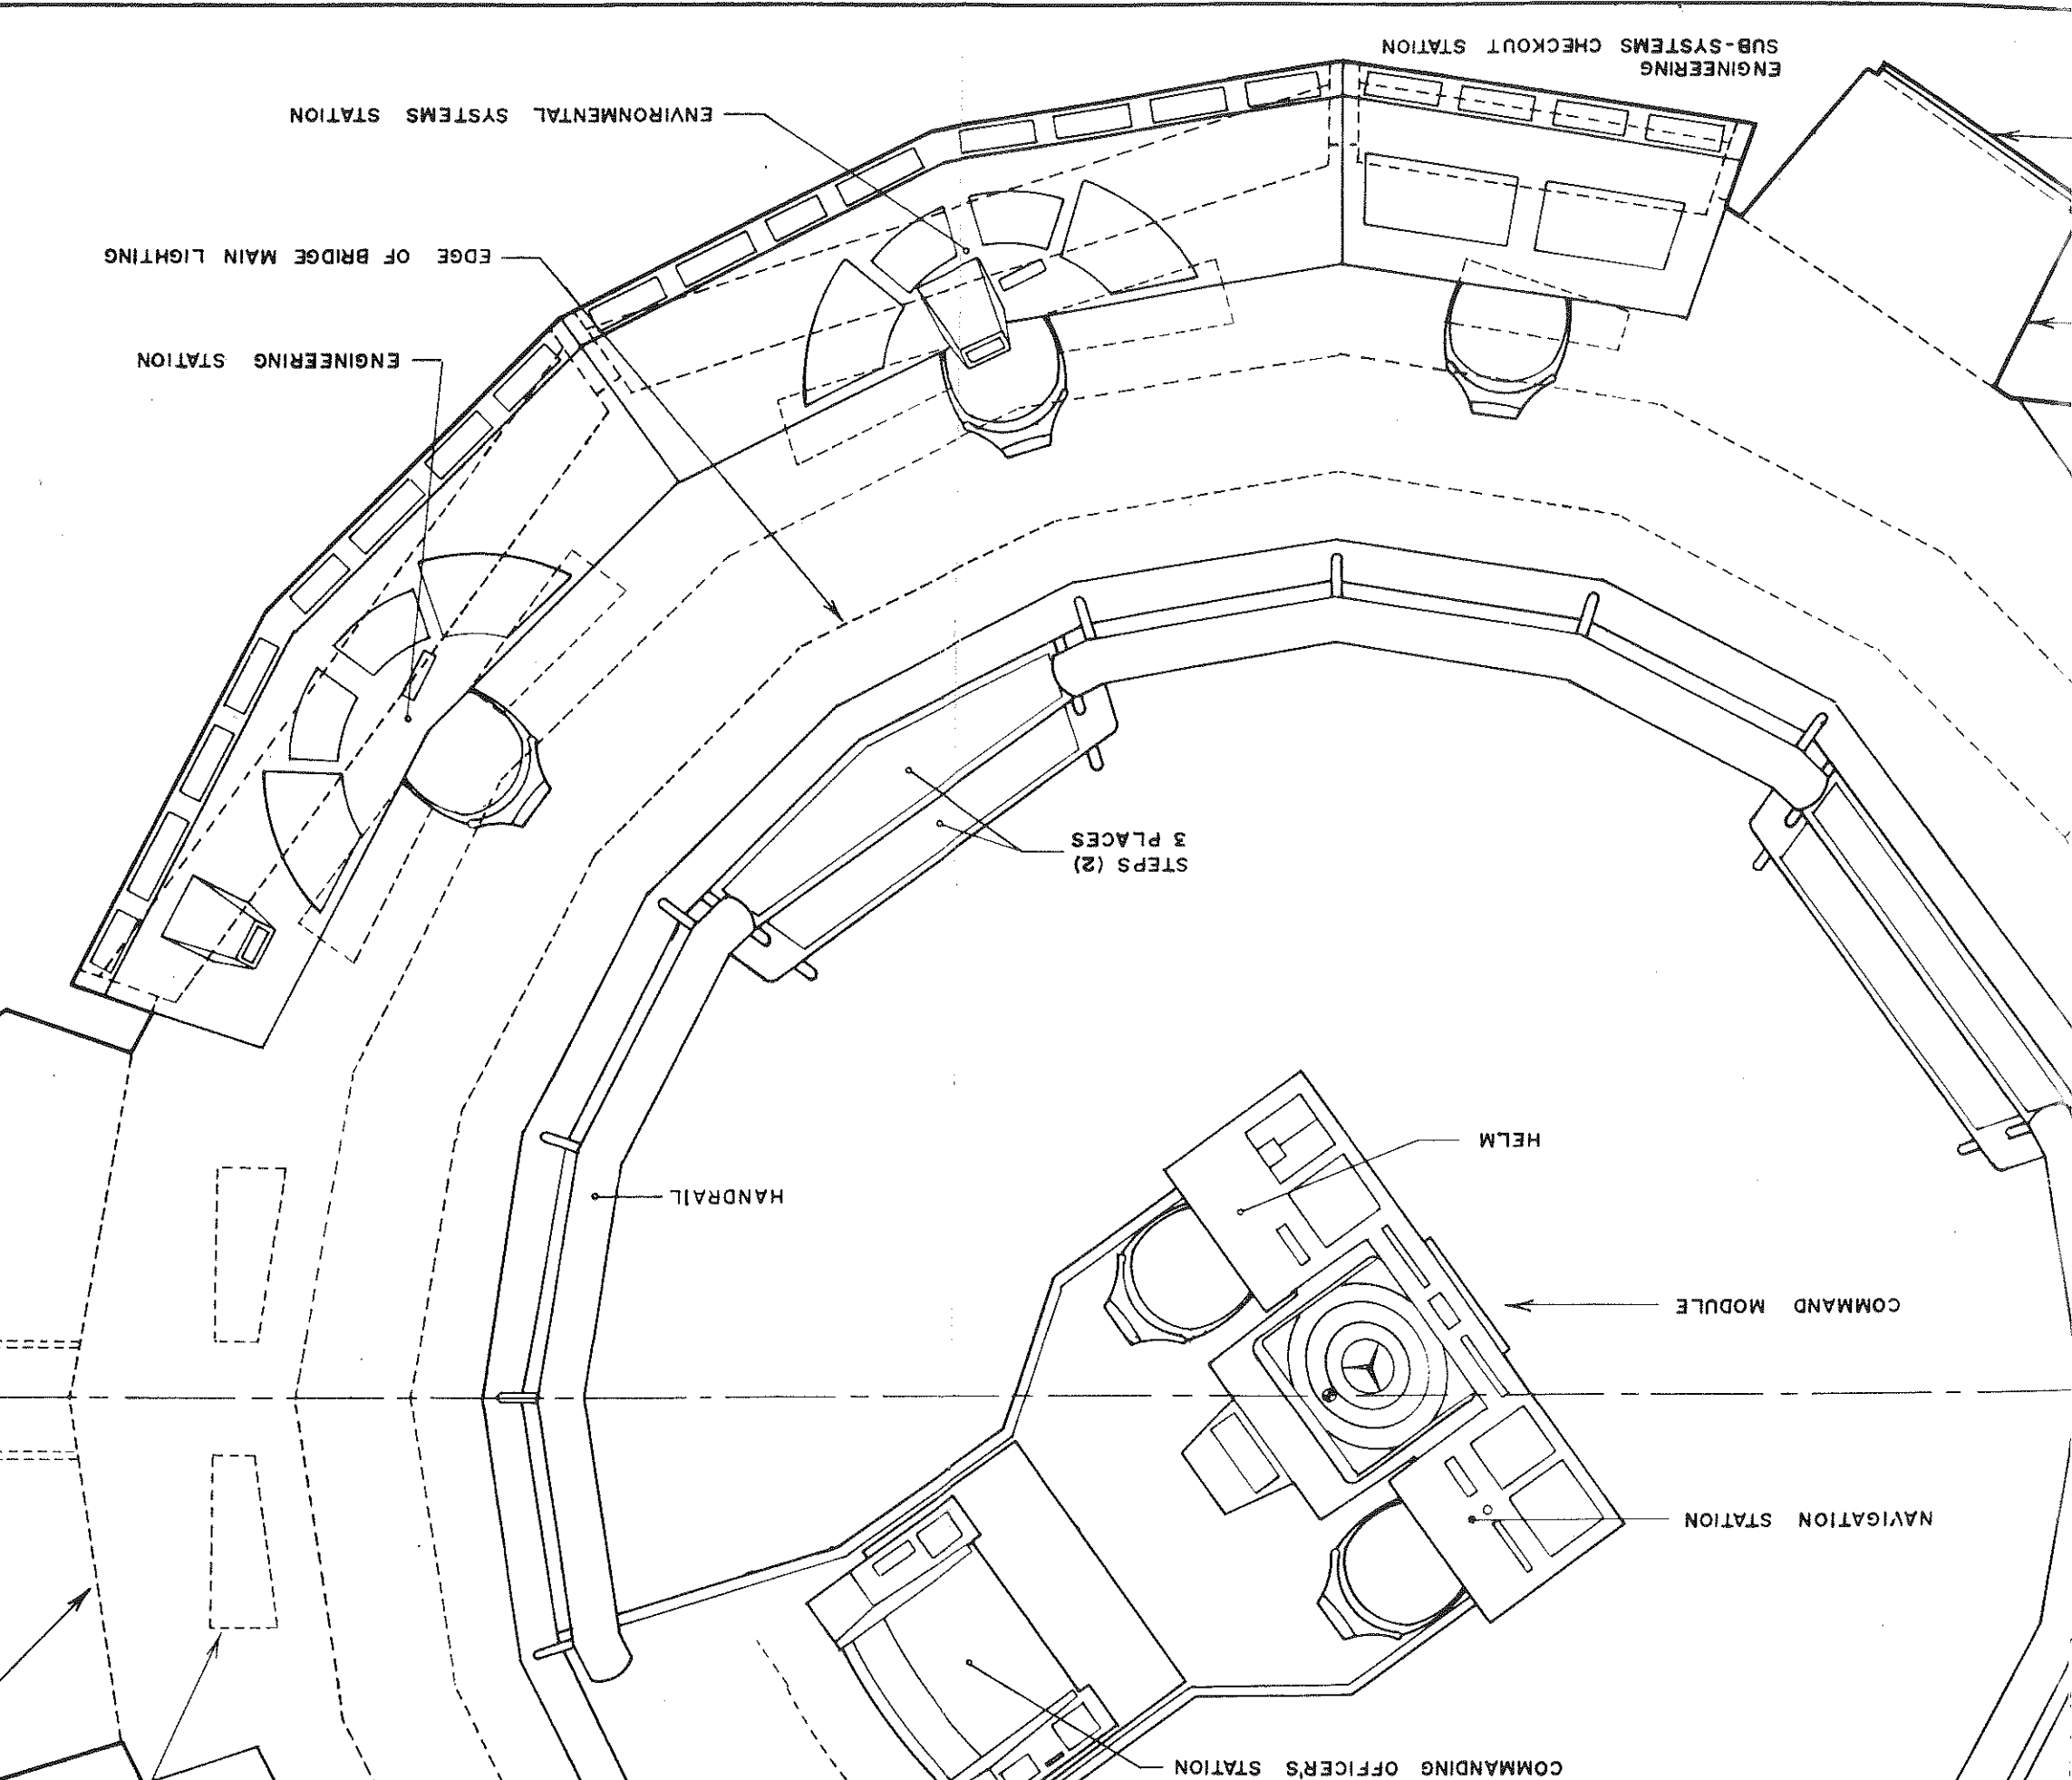 COMMANDING OFFICER'S STATION
NAVIGATION STATION
COMMAND MODULE
HANDRAIL
HELM
STEPS (2)
3 PLACES
ENGINEERING STATION
EDGE OF BRIDGE MAIN LIGHTING
ENVIRONMENTAL SYSTEMS STATION
ENGINEERING
SUB-SYSTEMS CHECKOUT STATION